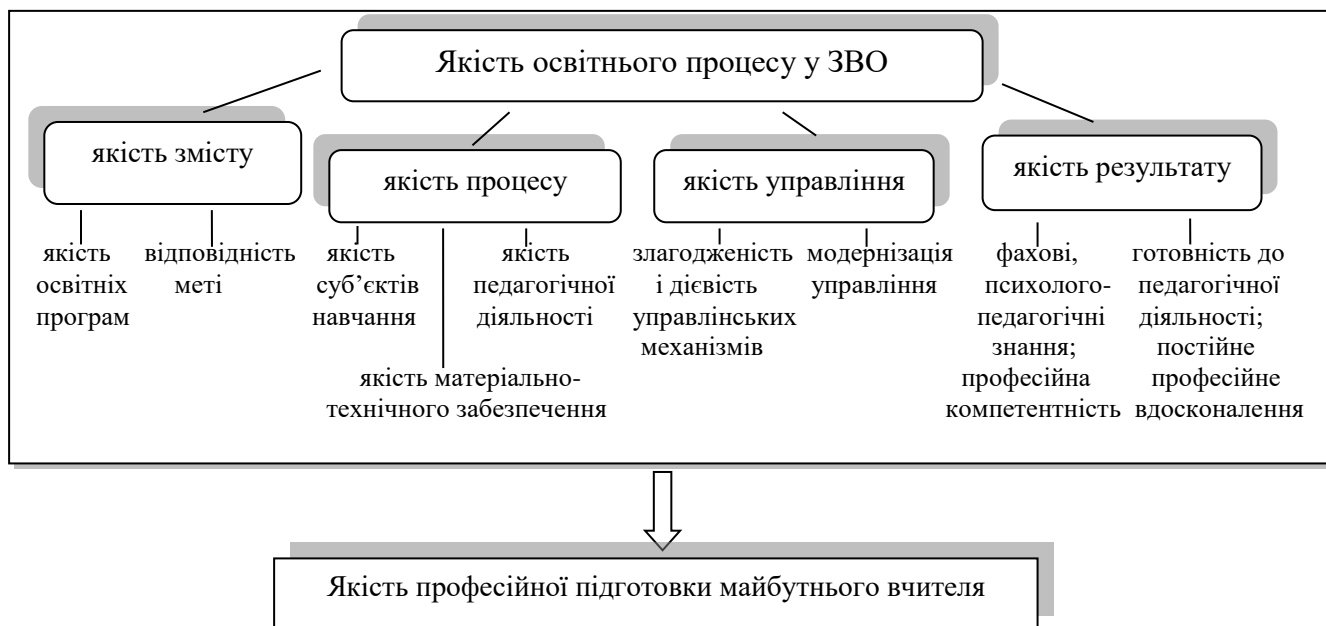 Якість освітнього процесу у ЗВО
якість змісту
якість процесу
якість управління
якість результату
якість
освітніх
програм
відповідність
меті
якість
суб’єктів
навчання
якість
педагогічної
діяльності
якість матеріально-
технічного забезпечення
злагодженість
і дієвість
управлінських
механізмів
модернізація
управління
фахові,
психолого-
педагогічні
знання;
професійна
компетентність
готовність до
педагогічної
діяльності;
постійне
професійне
вдосконалення
Якість професійної підготовки майбутнього вчителя